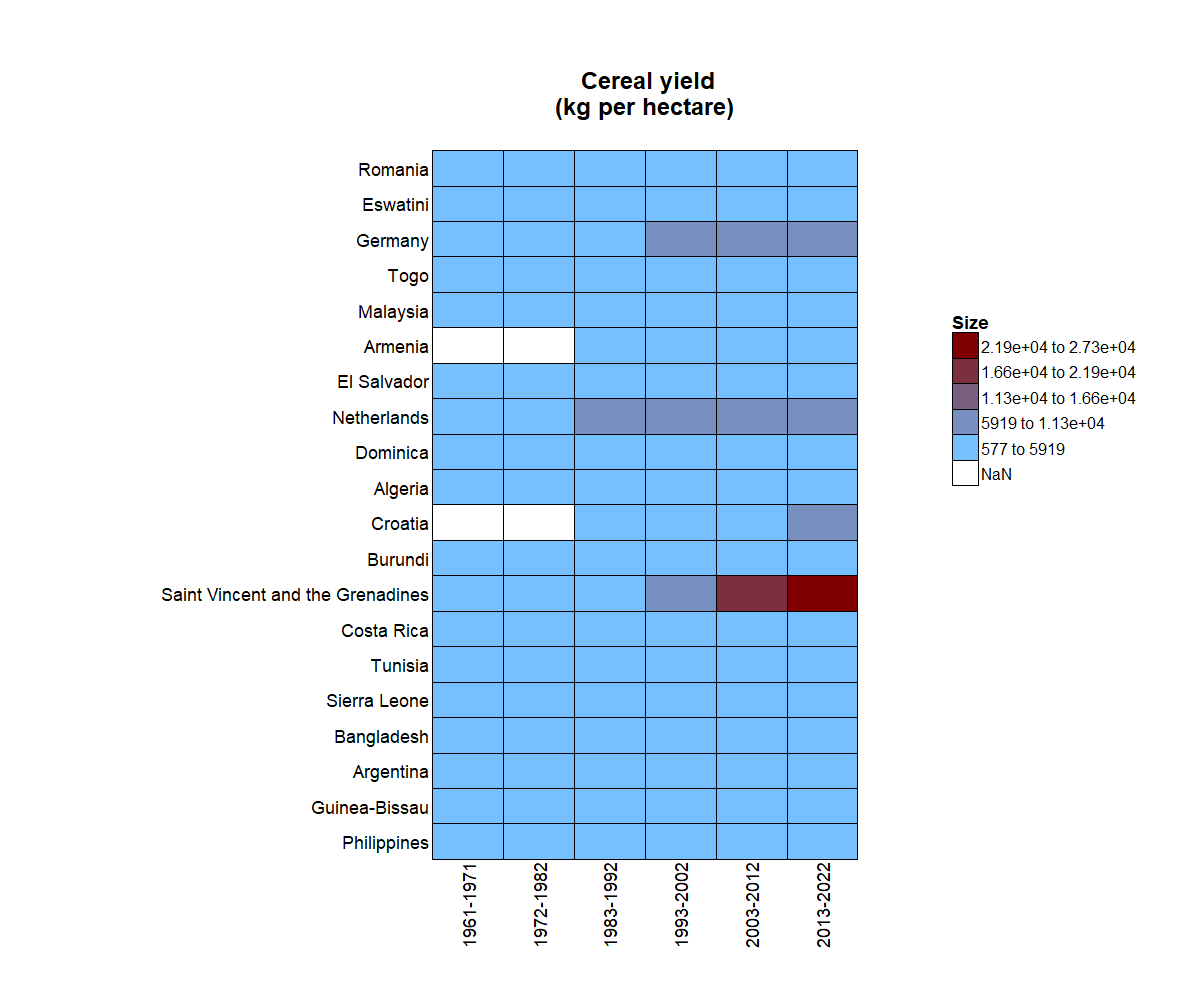 Cereal yield
(kg per hectare)
Romania
Eswatini
Germany
Togo
Malaysia
Armenia
El Salvador
Netherlands
Dominica
Algeria
Croatia
Burundi
Saint Vincent and the Grenadines
Costa Rica
Tunisia
Sierra Leone
Bangladesh
Argentina
Guinea-Bissau
Philippines
1961-1971
1972-1982
1983-1992
1993-2002
2003-2012
2013-2022
Size
2.19e+04 to 2.73e+04
1.66e+04 to 2.19e+04
1.13e+04 to 1.66e+04
5919 to 1.13e+04
577 to 5919
NaN